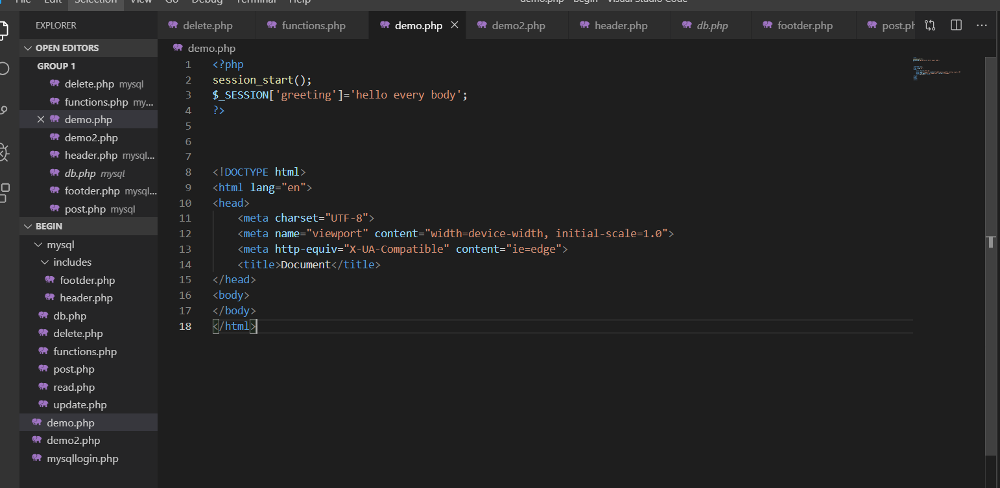 File Edit Selection View Go Debug Terminal Help demo.php - begin - Visual Studio Code
EXPLORER
OPEN EDITORS
GROUP 1
delete.php mysql
functions.php my...
demo.php
demo2.php
header.php mysql...
db.php mysql
footder.php mysql...
post.php mysql
BEGIN
mysql
includes
footder.php
header.php
db.php
delete.php
functions.php
post.php
read.php
update.php
demo.php
demo2.php
mysqllogin.php
delete.php functions.php demo.php demo2.php header.php db.php footder.php post.ph
demo.php
1 <?php
2 session_start();
3 $_SESSION['greeting']='hello every body';
4 ?>
5
6
7
8 <!DOCTYPE html>
9 <html lang="en">
10 <head>
11 <meta charset="UTF-8">
12 <meta name="viewport" content="width=device-width, initial-scale=1.0">
13 <meta http-equiv="X-UA-Compatible" content="ie=edge">
14 <title>Document</title>
15 </head>
16 <body>
17 </body>
18 </html>